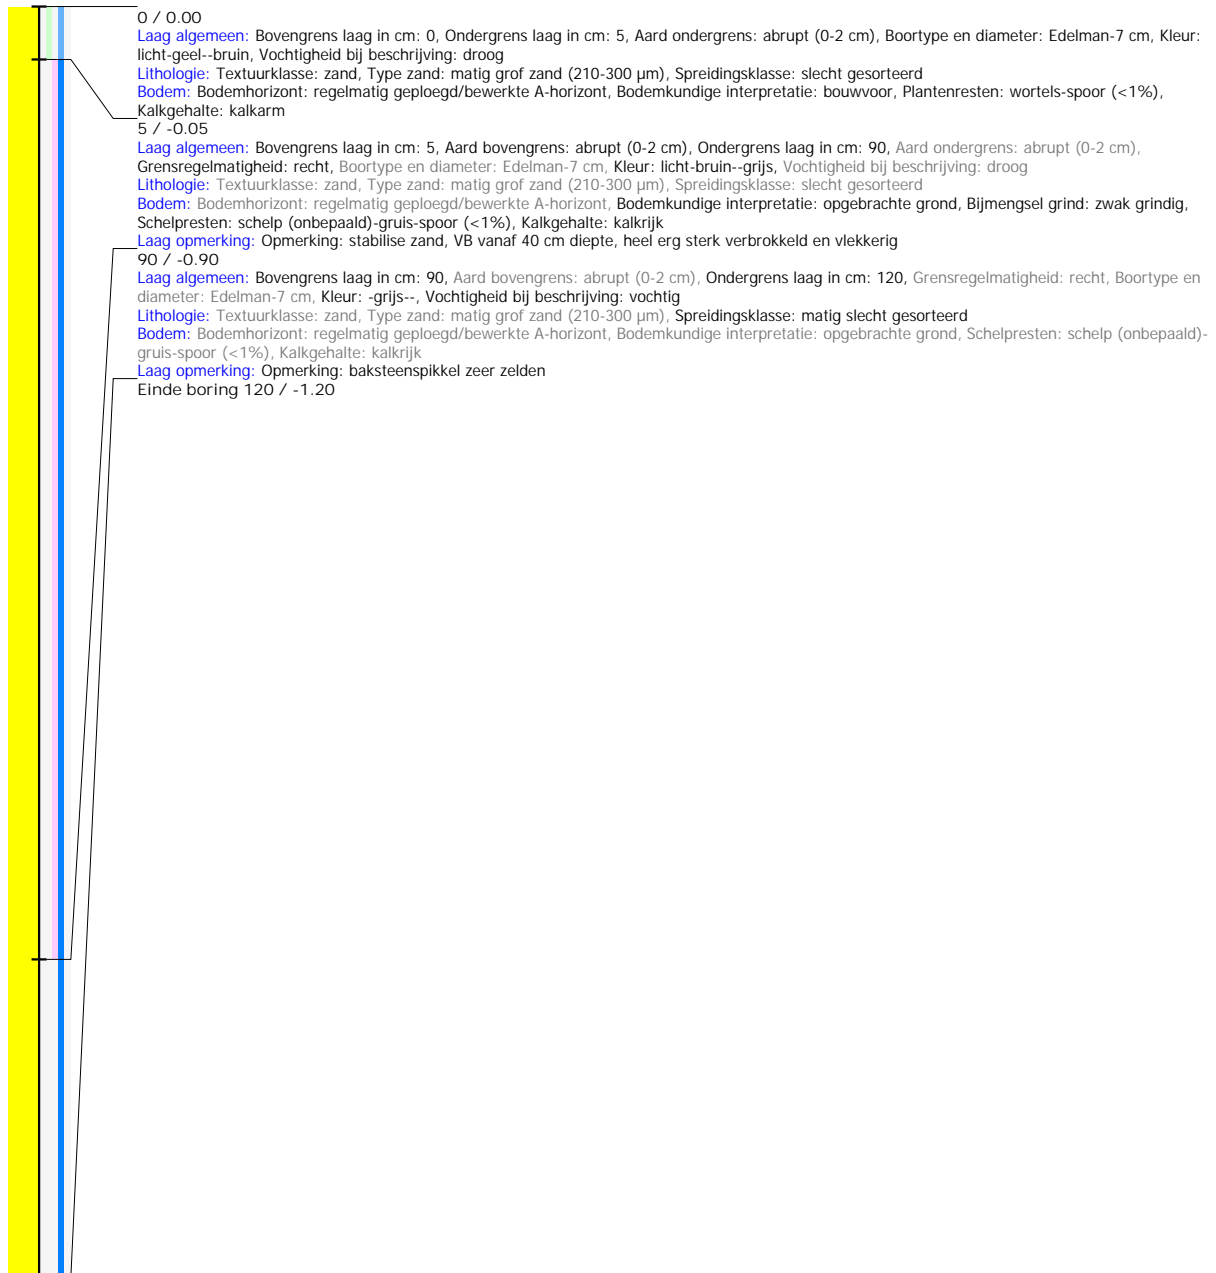 0 / 0.00
Laag algemeen: Bovengrens laag in cm: 0, Ondergrens laag in cm: 5, Aard ondergrens: abrupt (0-2 cm), Boortype en diameter: Edelman-7 cm, Kleur:
licht-geel--bruin, Vochtigheid bij beschrijving: droog
Lithologie: Textuurklasse: zand, Type zand: matig grof zand (210-300 µm), Spreidingsklasse: slecht gesorteerd
Bodem: Bodemhorizont: regelmatig geploegd/bewerkte A-horizont, Bodemkundige interpretatie: bouwvoor, Plantenresten: wortels-spoor (<1%),
Kalkgehalte: kalkarm
5 / -0.05
Laag algemeen: Bovengrens laag in cm: 5, Aard bovengrens: abrupt (0-2 cm), Ondergrens laag in cm: 90, Aard ondergrens: abrupt (0-2 cm),
Grensregelmatigheid: recht, Boortype en diameter: Edelman-7 cm, Kleur: licht-bruin--grijs, Vochtigheid bij beschrijving: droog
Lithologie: Textuurklasse: zand, Type zand: matig grof zand (210-300 µm), Spreidingsklasse: slecht gesorteerd
Bodem: Bodemhorizont: regelmatig geploegd/bewerkte A-horizont, Bodemkundige interpretatie: opgebrachte grond, Bijmengsel grind: zwak grindig,
Schelpresten: schelp (onbepaald)-gruis-spoor (<1%), Kalkgehalte: kalkrijk
Laag opmerking: Opmerking: stabilise zand, VB vanaf 40 cm diepte, heel erg sterk verbrokkeld en vlekkerig
90 / -0.90
Laag algemeen: Bovengrens laag in cm: 90, Aard bovengrens: abrupt (0-2 cm), Ondergrens laag in cm: 120, Grensregelmatigheid: recht, Boortype en
diameter: Edelman-7 cm, Kleur: -grijs--, Vochtigheid bij beschrijving: vochtig
Lithologie: Textuurklasse: zand, Type zand: matig grof zand (210-300 µm), Spreidingsklasse: matig slecht gesorteerd
Bodem: Bodemhorizont: regelmatig geploegd/bewerkte A-horizont, Bodemkundige interpretatie: opgebrachte grond, Schelpresten: schelp (onbepaald)-
gruis-spoor (<1%), Kalkgehalte: kalkrijk
Laag opmerking: Opmerking: baksteenspikkel zeer zelden
Einde boring 120 / -1.20